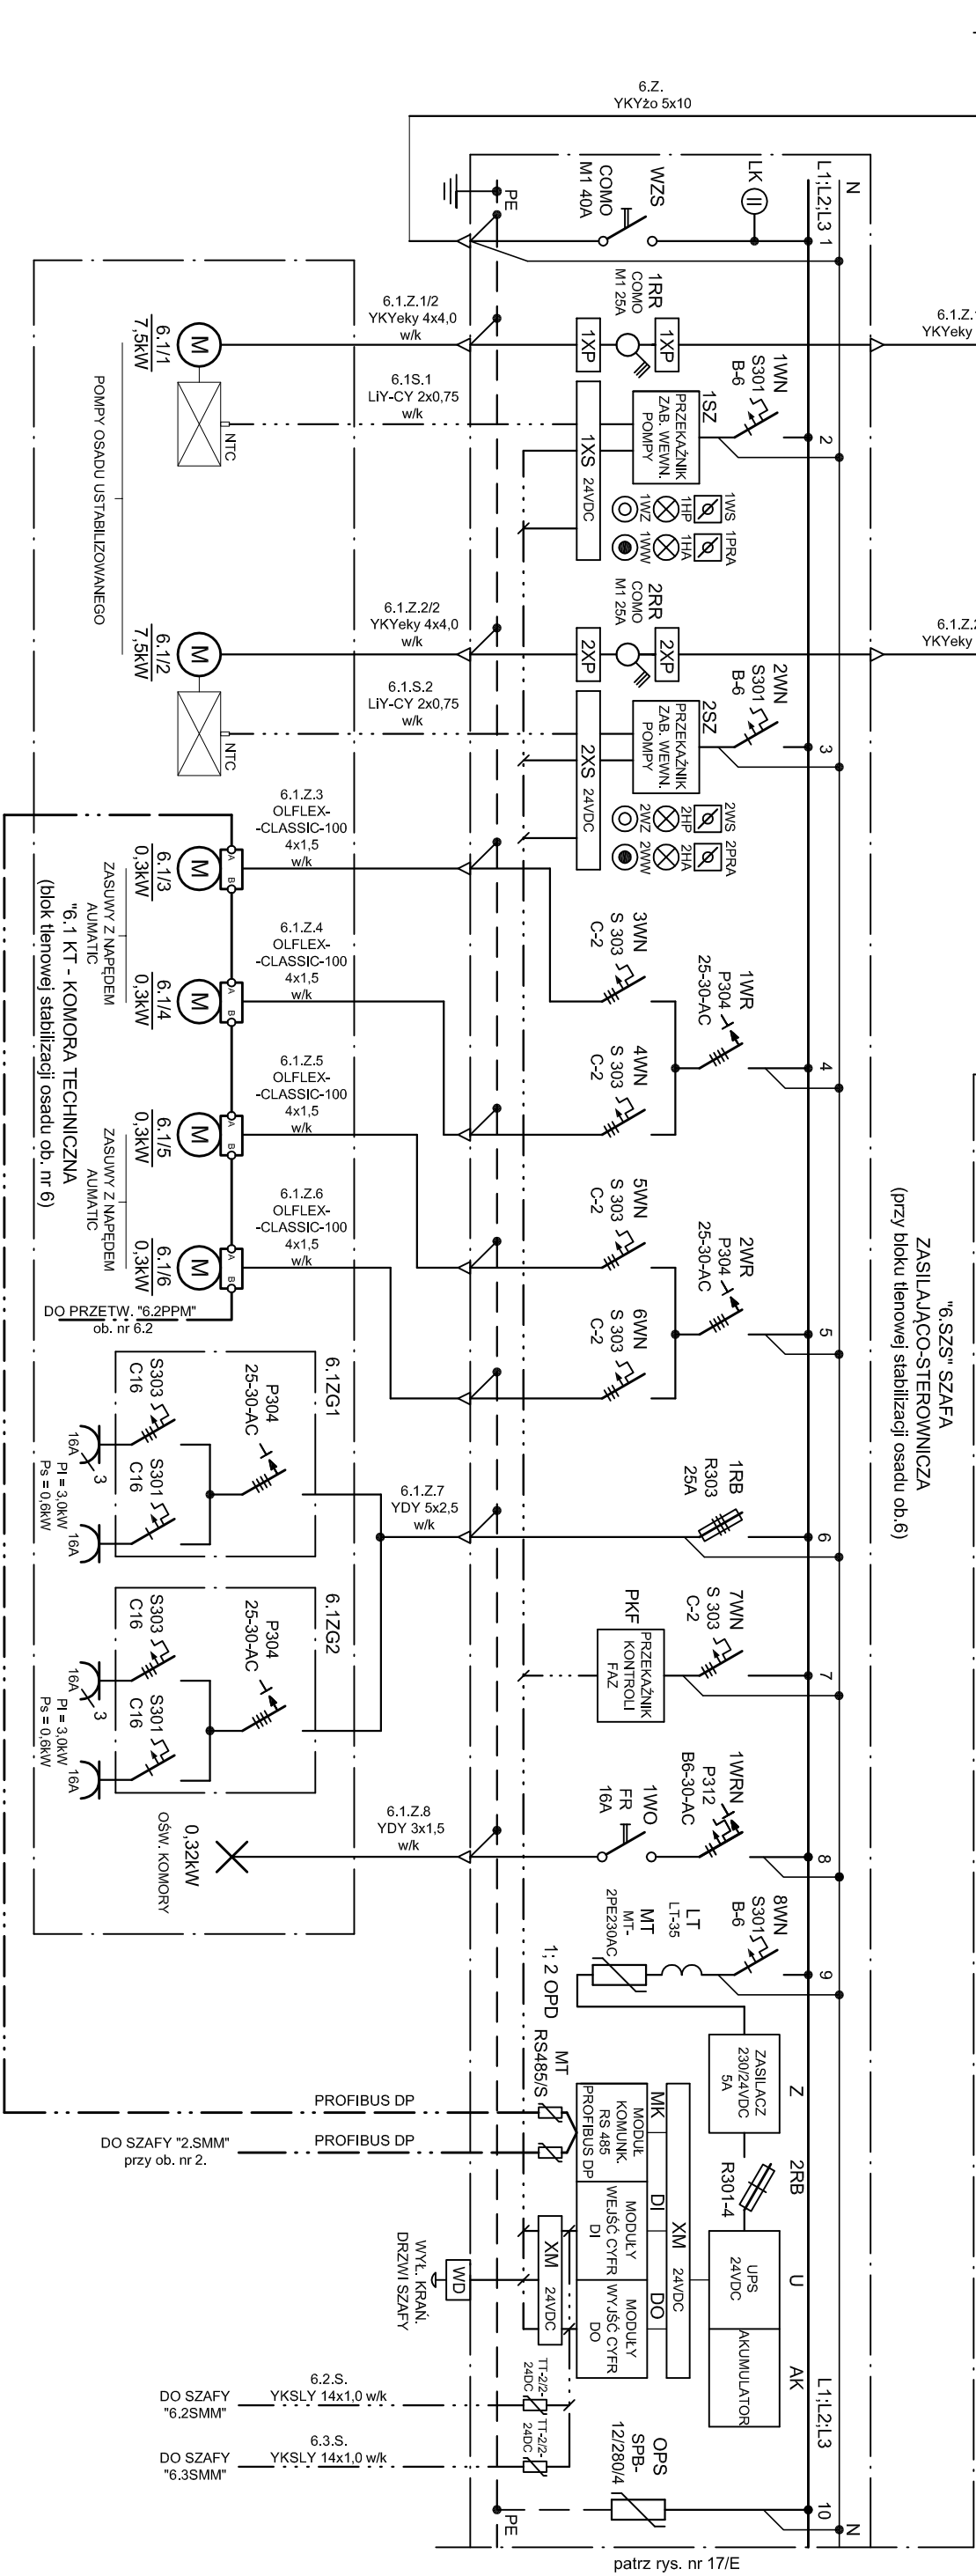 6.Z.
YKYżo 5x10
N
L1;L2;L3
1
LK
WZS
COMO
M1 40A
PE
6.1.Z.1/2
YKYeky 4x4,0
w/k
1RR
COMO
M1 25A
1XP
1XP
6.1.Z.
YKYeky
M
6.1/1
7,5kW
NTC
6.1S.1
LiY-CY 2x0,75
w/k
1XS 24VDC
1SZ
PRZEKAŹNIK
ZAB. WEWN.
POMPY
1WN
S301
B-6
2
1WS
1PRA
1HP
1HA
1WZ
1WW
POMPY OSADU USTABILIZOWANEGO
6.1.Z.2/2
YKYeky 4x4,0
w/k
2RR
COMO
M1 25A
2XP
2XP
6.1.Z.2
YKYeky
M
6.1/2
7,5kW
NTC
6.1.S.2
LiY-CY 2x0,75
w/k
2XS 24VDC
2SZ
PRZEKAŹNIK
ZAB. WEWN.
POMPY
2WN
S301
B-6
3
2WS
2PRA
2HP
2HA
2WZ
2WW
6.1.Z.3
OLFLEX-
-CLASSIC-100
4x1,5
w/k
A
B
M
6.1/3
0,3kW
3WN
S 303
C-2
1WR
P304
25-30-AC
4
6.1.Z.4
OLFLEX-
-CLASSIC-100
4x1,5
w/k
A
B
M
6.1/4
0,3kW
4WN
S 303
C-2
ZASUWY Z NAPĘDEM
AUMATIC
6.1.Z.5
OLFLEX-
-CLASSIC-100
4x1,5
w/k
A
B
M
6.1/5
0,3kW
5WN
S 303
C-2
2WR
P304
25-30-AC
5
6.1.Z.6
OLFLEX-
-CLASSIC-100
4x1,5
w/k
A
B
M
6.1/6
0,3kW
6WN
S 303
C-2
ZASUWY Z NAPĘDEM
AUMATIC
"6.1 KT - KOMORA TECHNICZNA
(blok tlenowej stabilizacji osadu ob. nr 6)
"6.SZS" SZAFA
ZASILAJĄCO-STEROWNICZA
(przy bloku tlenowej stabilizacji osadu ob.6)
DO PRZETW. "6.2PPM"
ob. nr 6.2
6.1ZG1
P304
25-30-AC
S303
C16
S301
C16
16A
3
16A
PI = 3,0kW
Ps = 0,6kW
6.1.Z.7
YDY 5x2,5
w/k
1RB
R303
25A
6
6.1ZG2
P304
25-30-AC
S303
C16
S301
C16
16A
3
16A
PI = 3,0kW
Ps = 0,6kW
PKF
PRZEKAŹNIK
KONTROLI
FAZ
7WN
S 303
C-2
7
6.1.Z.8
YDY 3x1,5
w/k
0,32kW
OŚW. KOMORY
1WO
FR
16A
1WRN
P312
B6-30-AC
8
8WN
S301
B-6
9
LT
LT-35
MT
MT-
2PE230AC
1; 2 OPD
MT
RS485/S
Z
ZASILACZ
230/24VDC
5A
2RB
R301-4
U
UPS
24VDC
AK
AKUMULATOR
L1;L2;L3
XM 24VDC
MK
MODUŁ
KOMUNK.
RS 485
PROFIBUS DP
DI
MODUŁY
WEJŚĆ CYFR
DI
DO
MODUŁY
WYJŚĆ CYFR
DO
PROFIBUS DP
PROFIBUS DP
DO SZAFY "2.SMM"
przy ob. nr 2.
XM 24VDC
WD
WYŁ. KRAŃ.
DRZWI SZAFY
TT-2/2-
24DC
TT-2/2-
24DC
6.2.S.
YKSLY 14x1,0 w/k
DO SZAFY
"6.2SMM"
6.3.S.
YKSLY 14x1,0 w/k
DO SZAFY
"6.3SMM"
OPS
SPB-
12/280/4
10
N
PE
patrz rys. nr 17/E